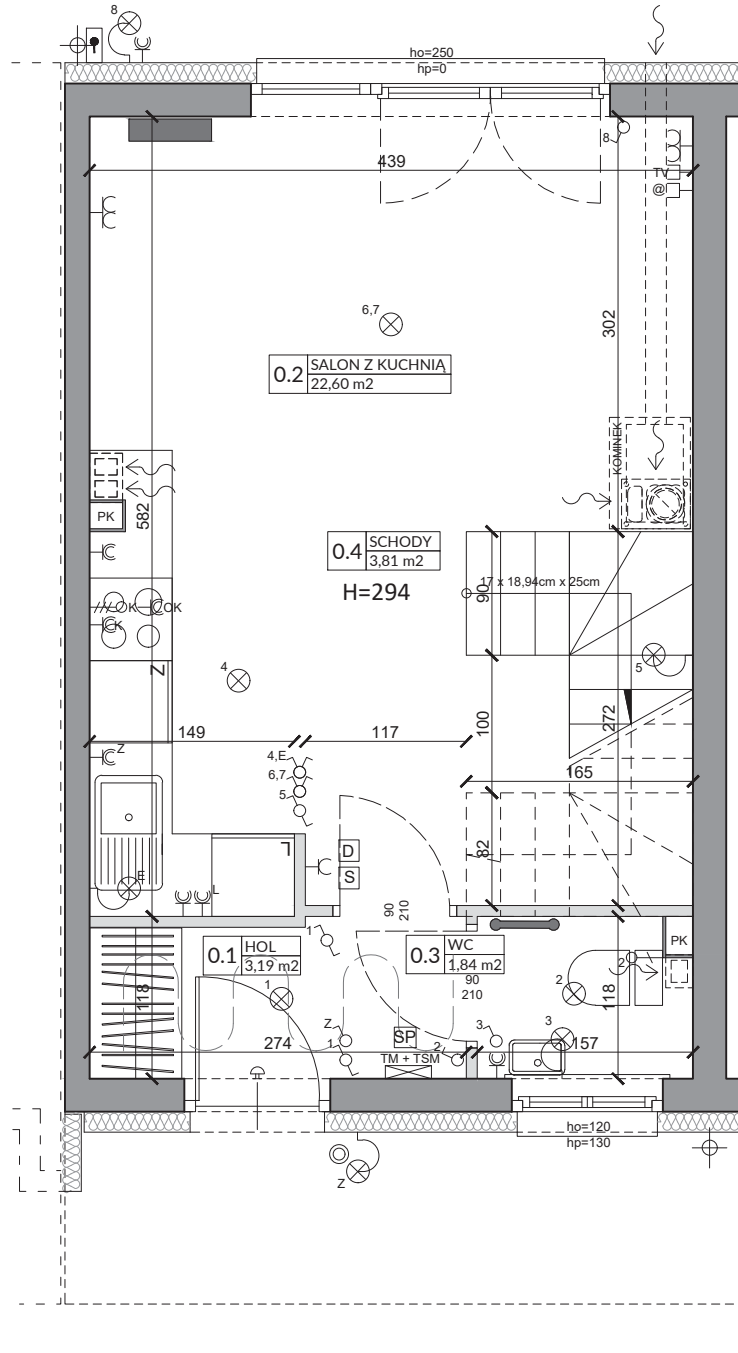 8
ho=250
hp=0
8
439
TV
@
6,7
302
0.2
SALON Z KUCHNIĄ
22,60 m2
KOMINEK
582
PK
0.4
SCHODY
3,81 m2
H=294
90
17 x 18,94cm x 25cm
OK
OK
K
Z
4
5
149
117
100
272
Z
4,E
6,7
5
165
82
D
S
E
L
90
210
0.1
HOL
3,19 m2
1
0.3
WC
1,84 m2
90
210
PK
2
2
118
1
118
Z
1
274
SP
2
TM + TSM
3
3
157
ho=120
hp=130
Z